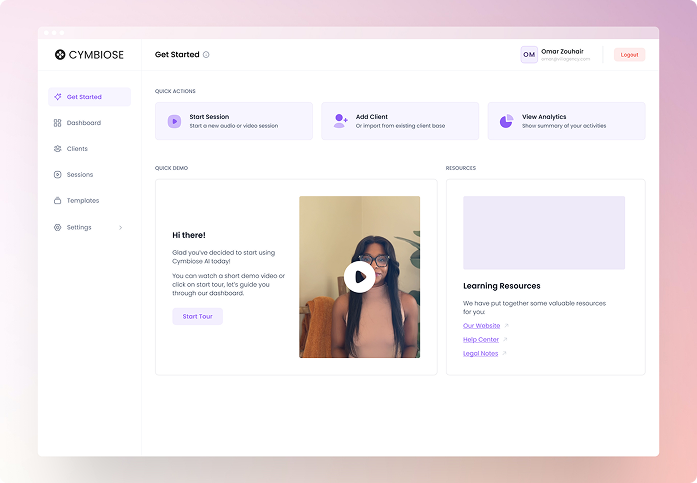 CYMBIOSE
Get Started
OM
Omar Zouhair
Logout
Get Started
Dashboard
Clients
Sessions
Templates
Settings
QUICK ACTIONS
Start Session
Start a new audio or video session
Add Client
Or import from existing client base
View Analytics
Show summary of your activities
QUICK DEMO
Hi there!
Glad you've decided to start using
Cymbiose AI today!
You can watch a short demo video or
click on start tour, let's guide you
through our dashboard.
Start Tour
RESOURCES
Learning Resources
We have put together some valuable resources
for you:
Our Website
Help Center
Legal Notes